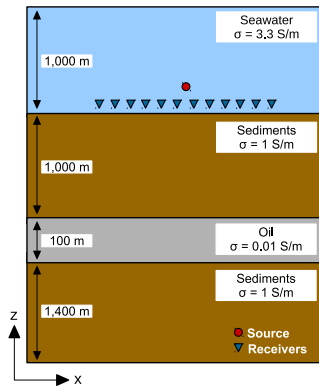 Seawater
σ = 3.3 S/m
1,000 m
Sediments
σ = 1 S/m
1,000 m
Oil
σ = 0.01 S/m
100 m
Sediments
σ = 1 S/m
1,400 m
Source
Receivers
z
x